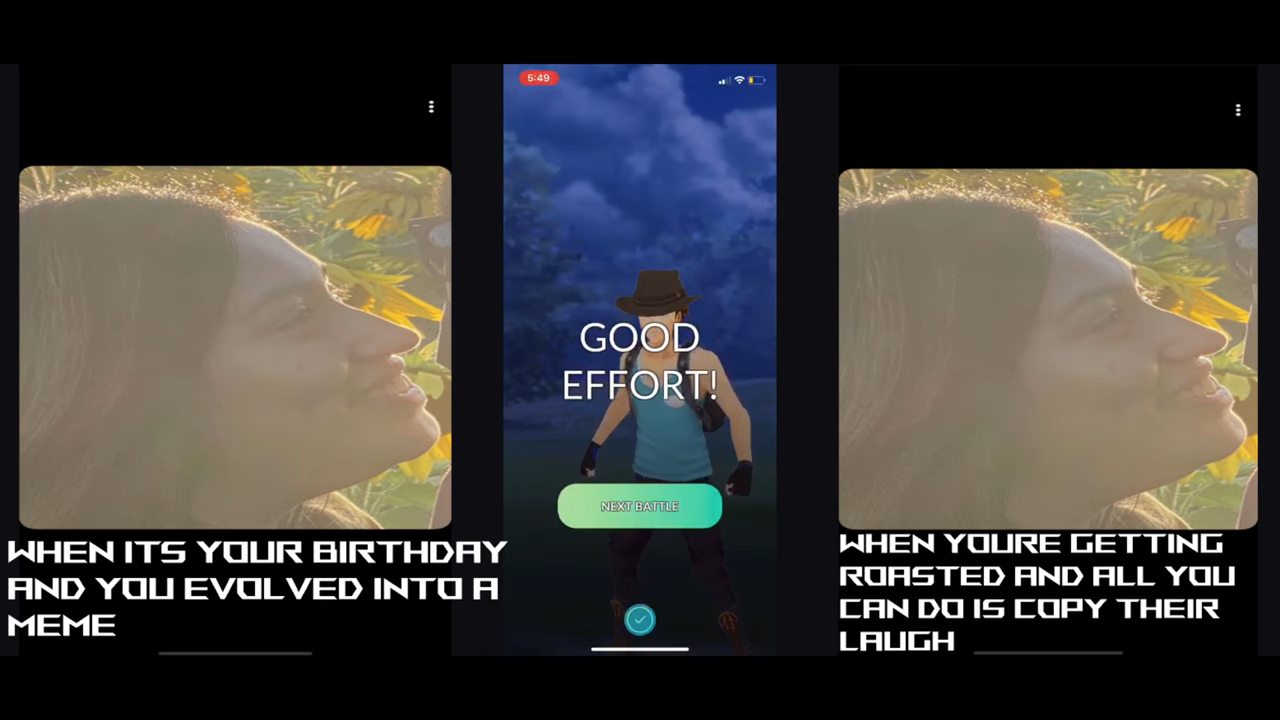 5:49
GOOD
EFFORT!
NEXT BATTLE
WHEN ITS YOUR BIRTHDAY
AND YOU EVOLVED INTO A
MEME
WHEN YOURE GETTING
ROASTED AND ALL YOU
CAN DO IS COPY THEIR
LAUGH